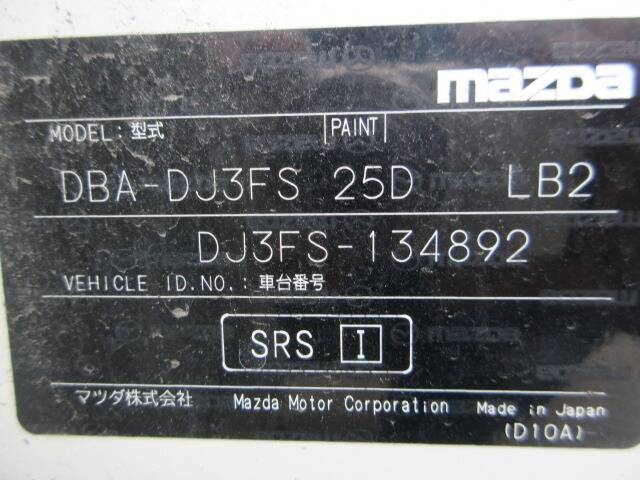 mazda
MODEL: 型式 PAINT
DBA-DJ3FS 25D LB2
DJ3FS-134892
VEHICLE ID.NO.: 車台番号
SRS I
マツダ株式会社 Mazda Motor Corporation Made in Japan
(D10A)